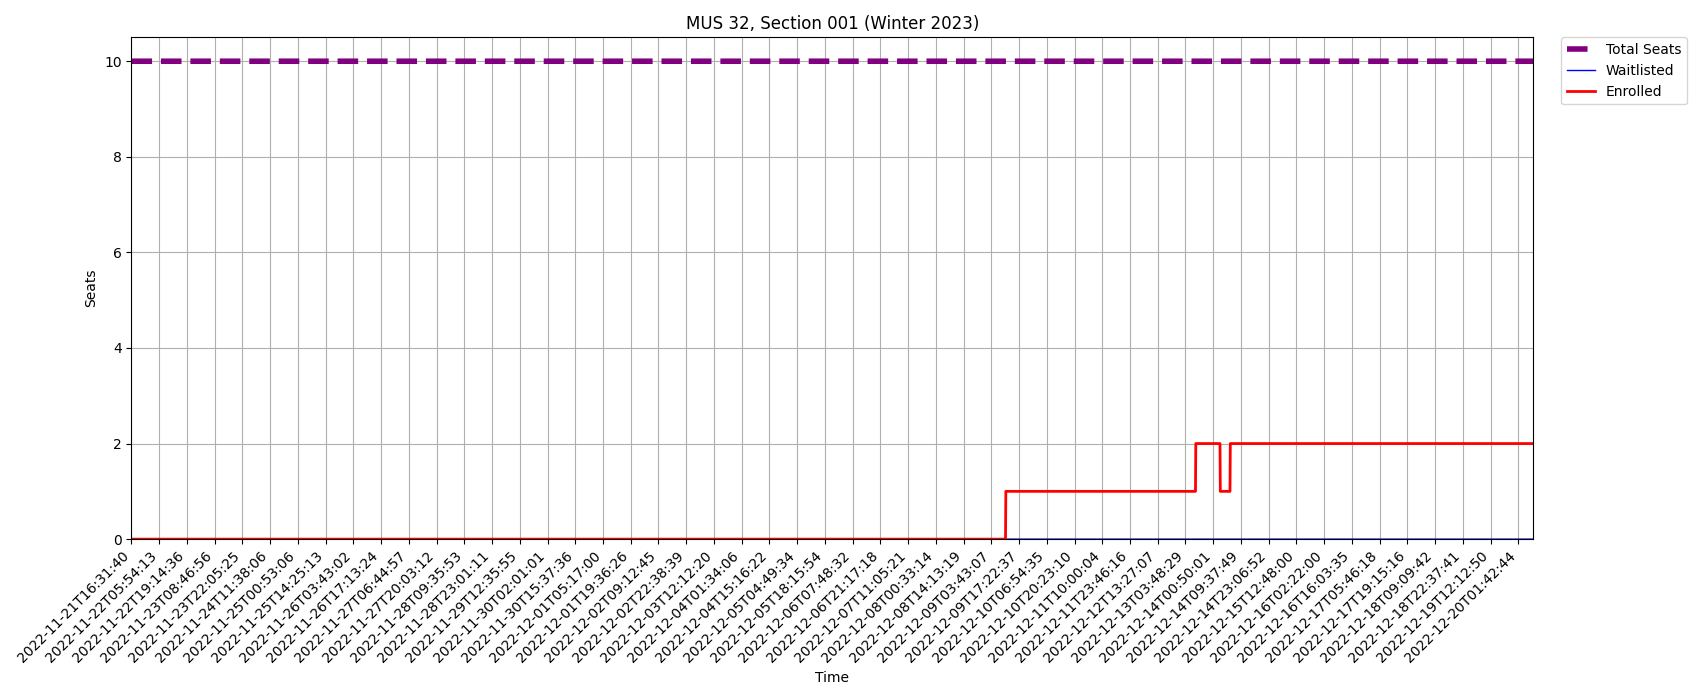 MUS 32, Section 001 (Winter 2023)
Total Seats
Waitlisted
Enrolled
Seats
10
8
6
4
2
0
2022-11-21T16:31:40
2022-11-22T05:54:13
2022-11-22T19:14:36
2022-11-23T08:46:56
2022-11-23T22:05:25
2022-11-24T11:38:06
2022-11-25T00:53:06
2022-11-25T14:25:13
2022-11-26T03:43:02
2022-11-26T17:13:24
2022-11-27T06:44:57
2022-11-27T20:03:12
2022-11-28T09:35:53
2022-11-28T23:01:11
2022-11-29T12:35:55
2022-11-30T02:01:01
2022-11-30T15:37:36
2022-12-01T05:17:00
2022-12-01T19:36:26
2022-12-02T09:12:45
2022-12-02T22:38:39
2022-12-03T12:12:20
2022-12-04T01:34:06
2022-12-04T15:16:22
2022-12-05T04:49:34
2022-12-05T18:15:54
2022-12-06T07:48:32
2022-12-06T21:17:18
2022-12-07T11:05:21
2022-12-08T00:33:14
2022-12-08T14:13:19
2022-12-09T03:43:07
2022-12-09T17:22:37
2022-12-10T06:54:35
2022-12-10T20:23:10
2022-12-11T10:00:04
2022-12-11T23:46:16
2022-12-12T13:27:07
2022-12-13T03:48:29
2022-12-14T00:50:01
2022-12-14T09:37:49
2022-12-14T23:06:52
2022-12-15T12:48:00
2022-12-16T02:22:00
2022-12-16T16:03:35
2022-12-17T05:46:18
2022-12-17T19:15:16
2022-12-18T09:09:42
2022-12-18T22:37:41
2022-12-19T12:12:50
2022-12-20T01:42:44
Time